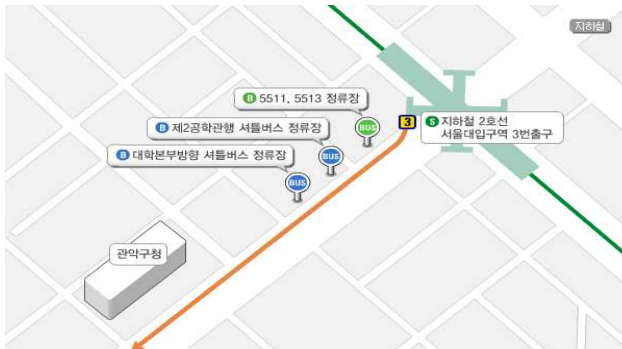 지하철
B 5511, 5513 정류장
BUS
B 제2공학관행 셔틀버스 정류장
BUS
B 대학본부방향 셔틀버스 정류장
BUS
3
S 지하철 2호선
서울대입구역 3번출구
관악구청